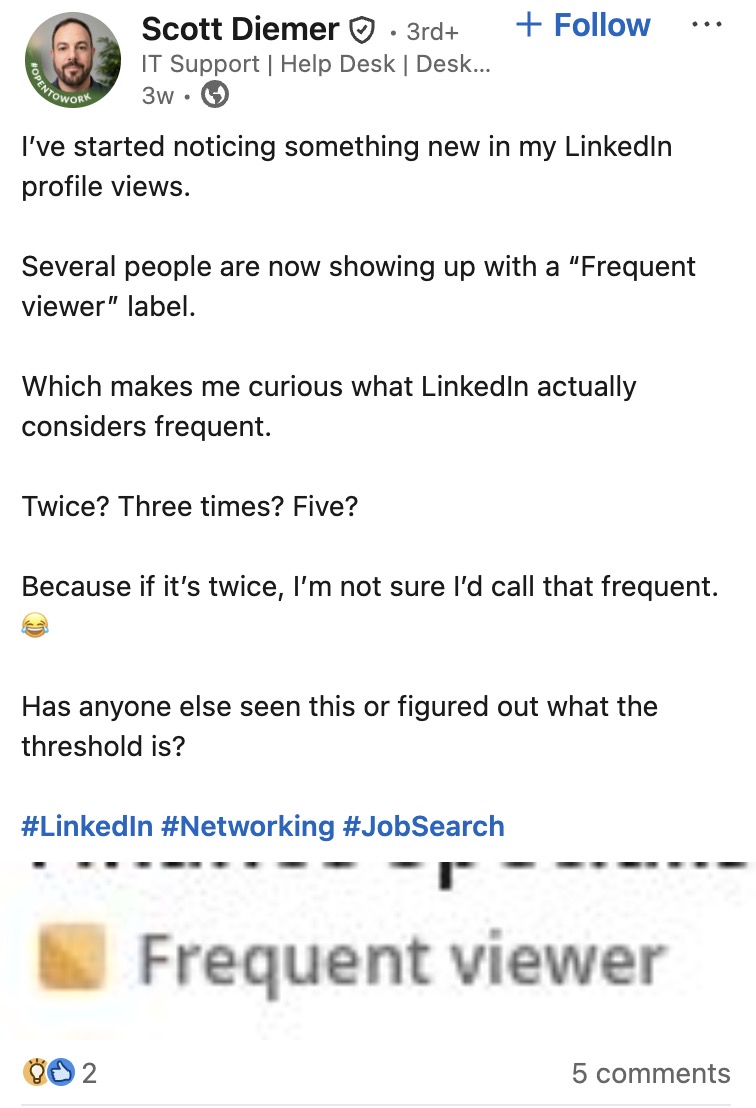 Scott Diemer • 3rd+ + Follow ...
IT Support | Help Desk | Desk...
3w •
#OPENTOWORK
I’ve started noticing something new in my LinkedIn
profile views.
Several people are now showing up with a “Frequent
viewer” label.
Which makes me curious what LinkedIn actually
considers frequent.
Twice? Three times? Five?
Because if it’s twice, I’m not sure I’d call that frequent.
😂
Has anyone else seen this or figured out what the
threshold is?
#LinkedIn #Networking #JobSearch
Frequent viewer
2 5 comments